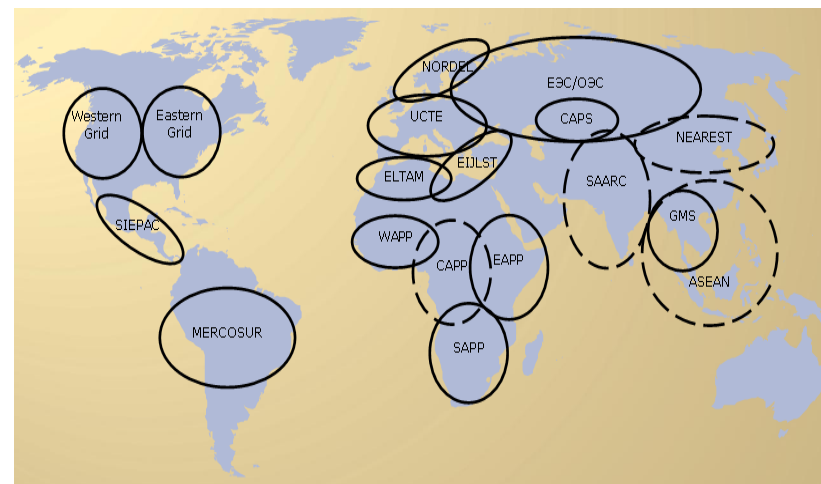 NORDEL
ЕЭС/ОЭС
Western
Grid
Eastern
Grid
UCTE
CAPS
NEAREST
EIJLST
ELTAM
SAARC
SIEPAC
GMS
WAPP
CAPP
EAPP
ASEAN
MERCOSUR
SAPP